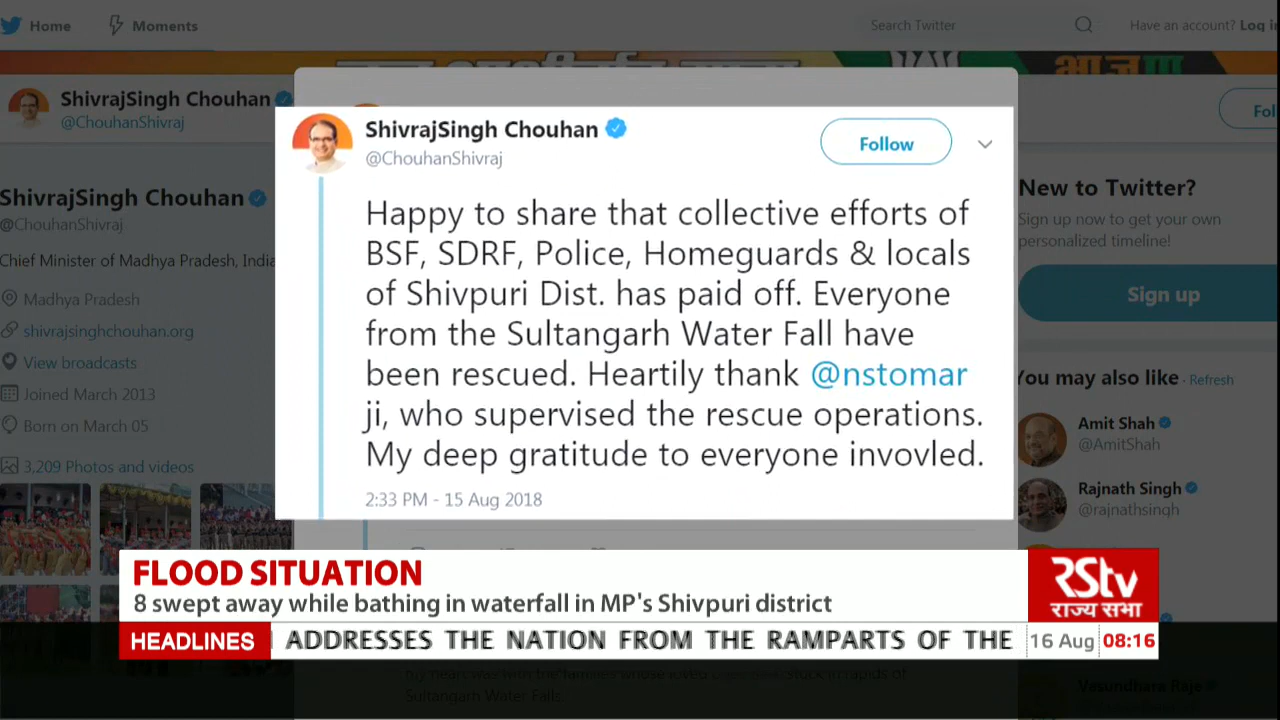 Home
Moments
Search Twitter
Have an account?
ShivrajSingh Chouhan
@ChouhanShivraj
ShivrajSingh Chouhan
@ChouhanShivraj
Chief Minister of Madhya Pradesh, India
Madhya Pradesh
shivrajsinghchouhan.org
View broadcasts
Joined March 2013
Born on March 05
3,209 Photos and videos
ShivrajSingh Chouhan
@ChouhanShivraj
Follow
Happy to share that collective efforts of
BSF, SDRF, Police, Homeguards & locals
of Shivpuri Dist. has paid off. Everyone
from the Sultangarh Water Fall have
been rescued. Heartily thank @nstomar
ji, who supervised the rescue operations.
My deep gratitude to everyone invovled.
2:33 PM - 15 Aug 2018
New to Twitter?
Sign up now to get your own
personalized timeline!
Sign up
You may also like · Refresh
Amit Shah
@AmitShah
Rajnath Singh
@rajnathsingh
Vasundhara Raje
Sultangarh Water Falls.
FLOOD SITUATION
8 swept away while bathing in waterfall in MP's Shivpuri district
RSTV
राज्य सभा
HEADLINES
ADDRESSES THE NATION FROM THE RAMPARTS OF THE
16 Aug 08:16